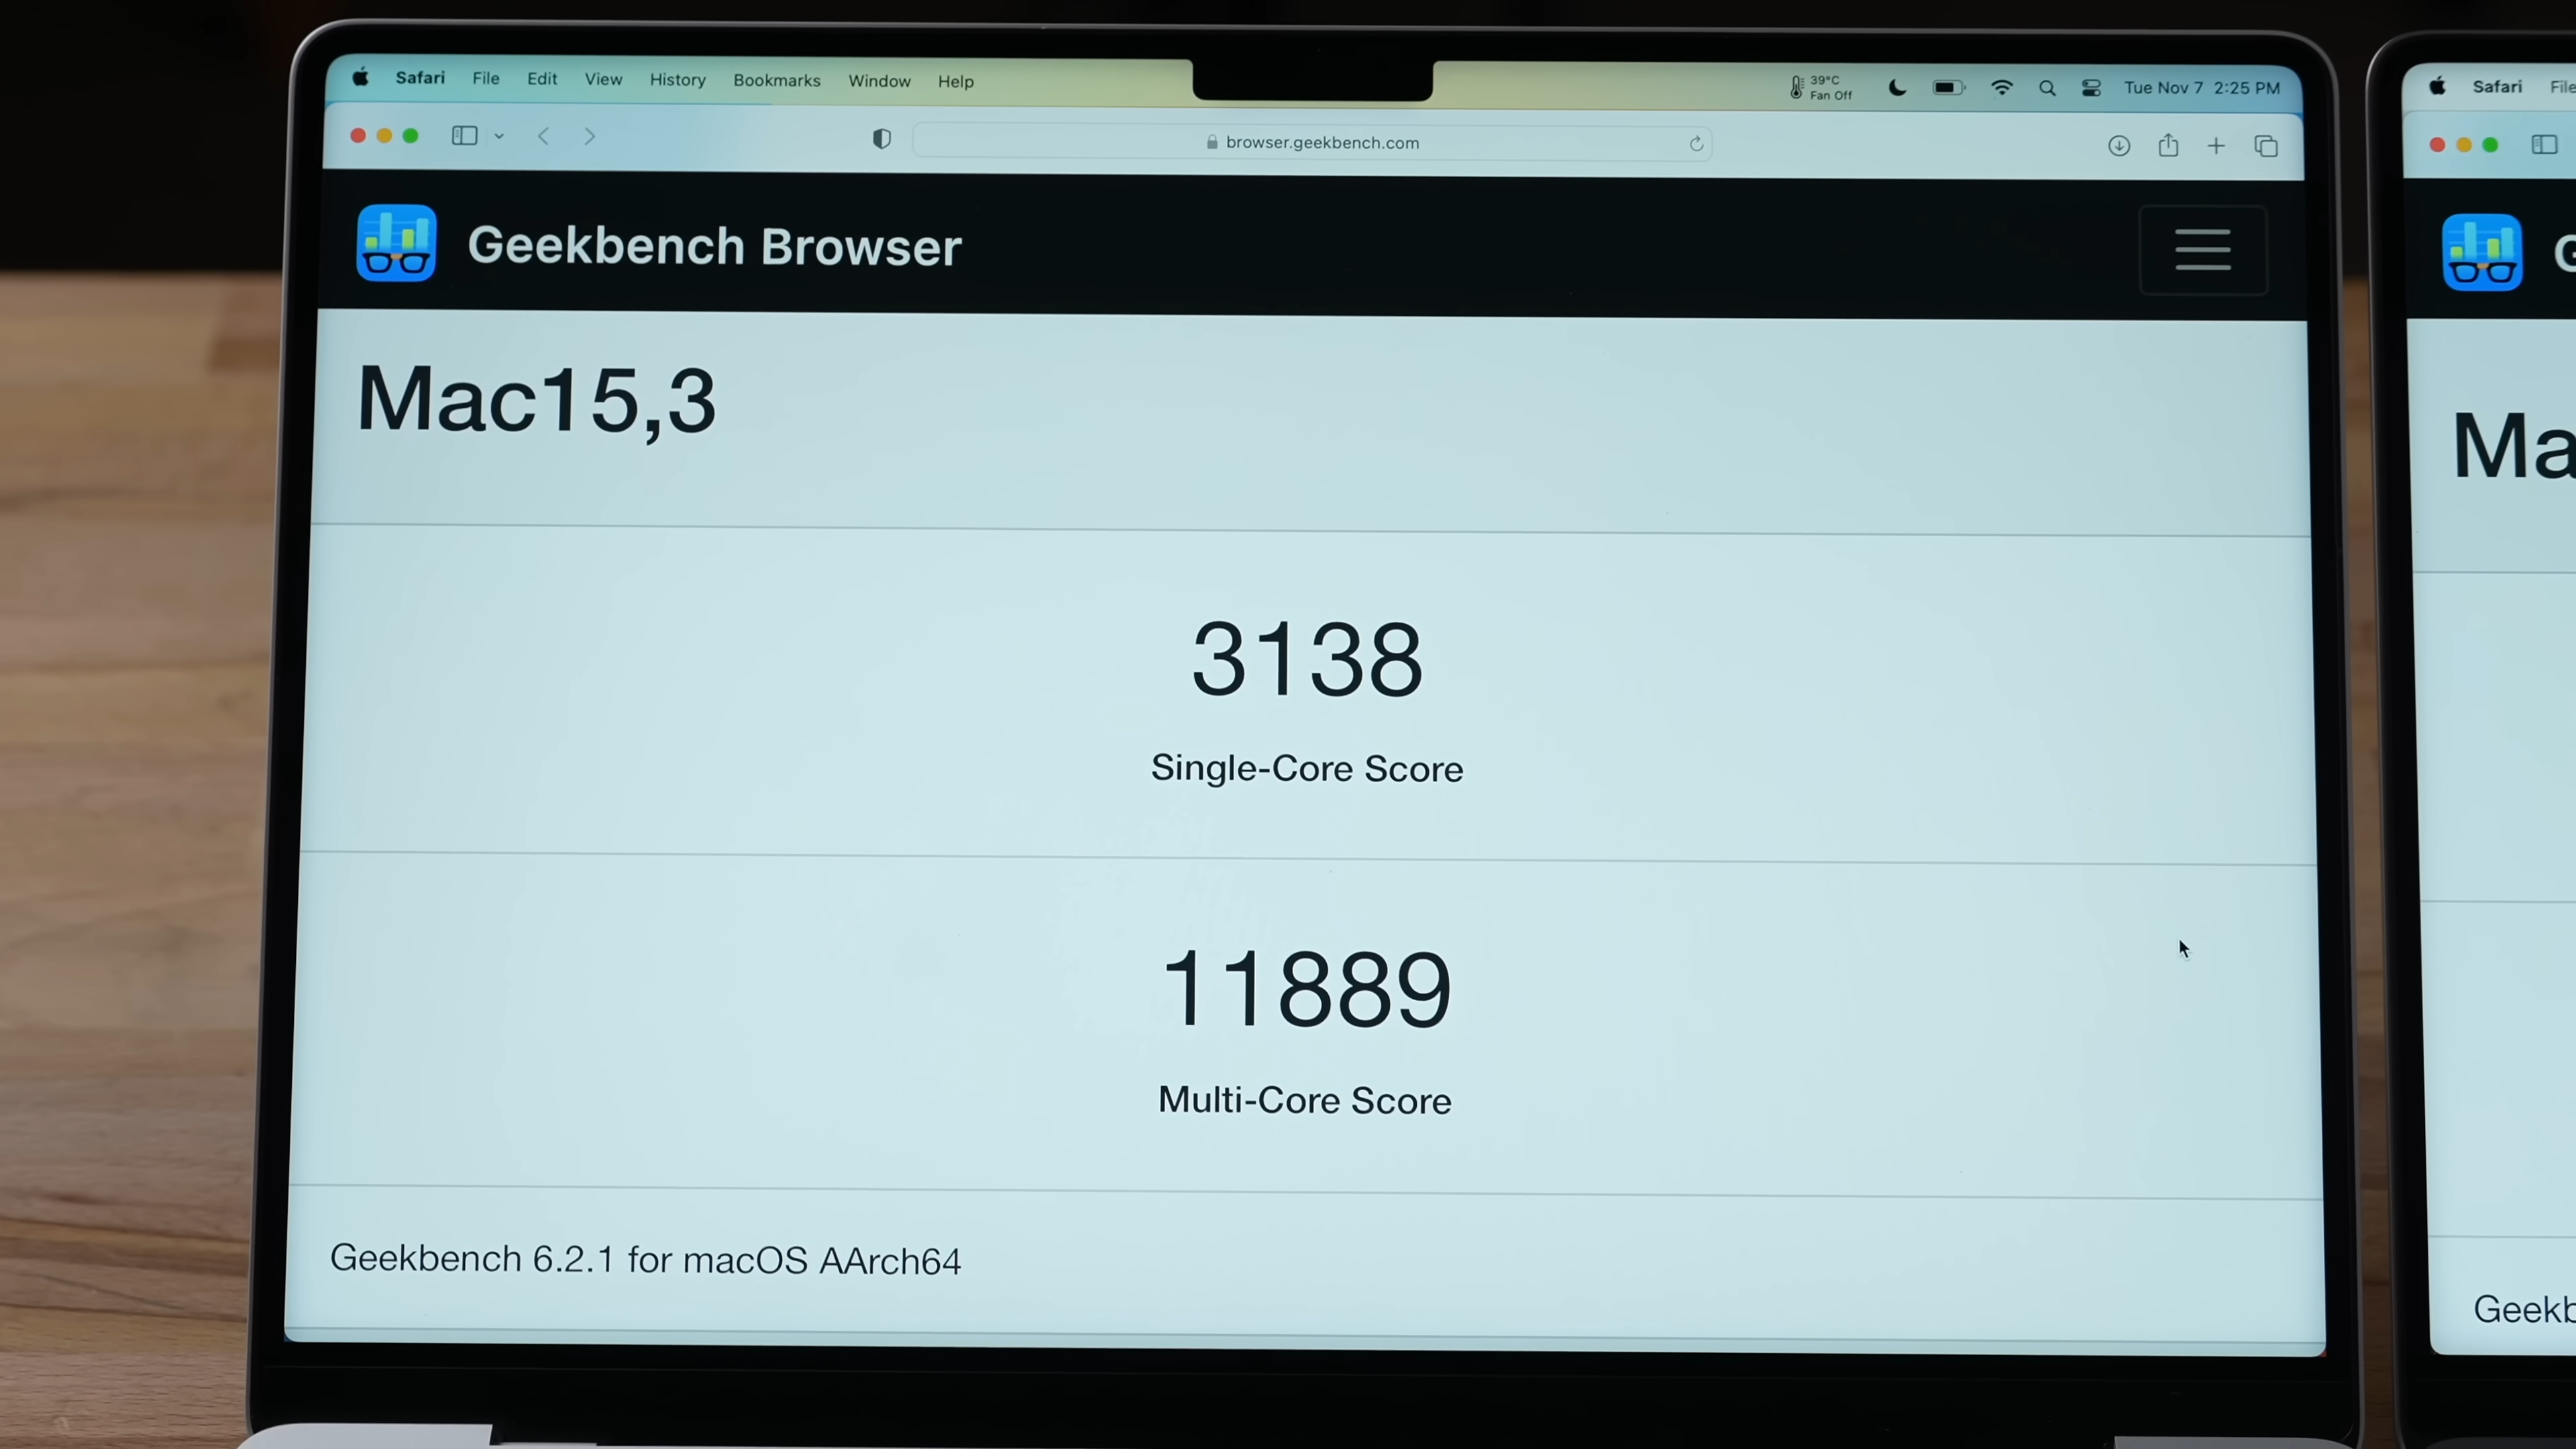 Safari File Edit View History Bookmarks Window Help
39°C
Fan Off
Tue Nov 7 2:25 PM
browser.geekbench.com
Geekbench Browser
Mac15,3
3138
Single-Core Score
11889
Multi-Core Score
Geekbench 6.2.1 for macOS AArch64
Safari File
G
Ma
Geekb